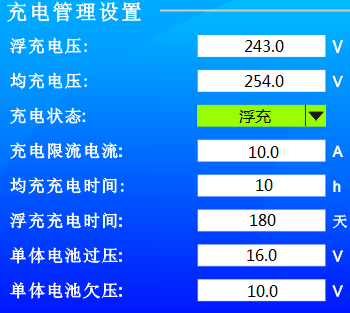 充电管理设置
浮充电压: 243.0 V
均充电压: 254.0 V
充电状态: 浮充
充电限流电流: 10.0 A
均充充电时间: 10 h
浮充充电时间: 180 天
单体电池过压: 16.0 V
单体电池欠压: 10.0 V